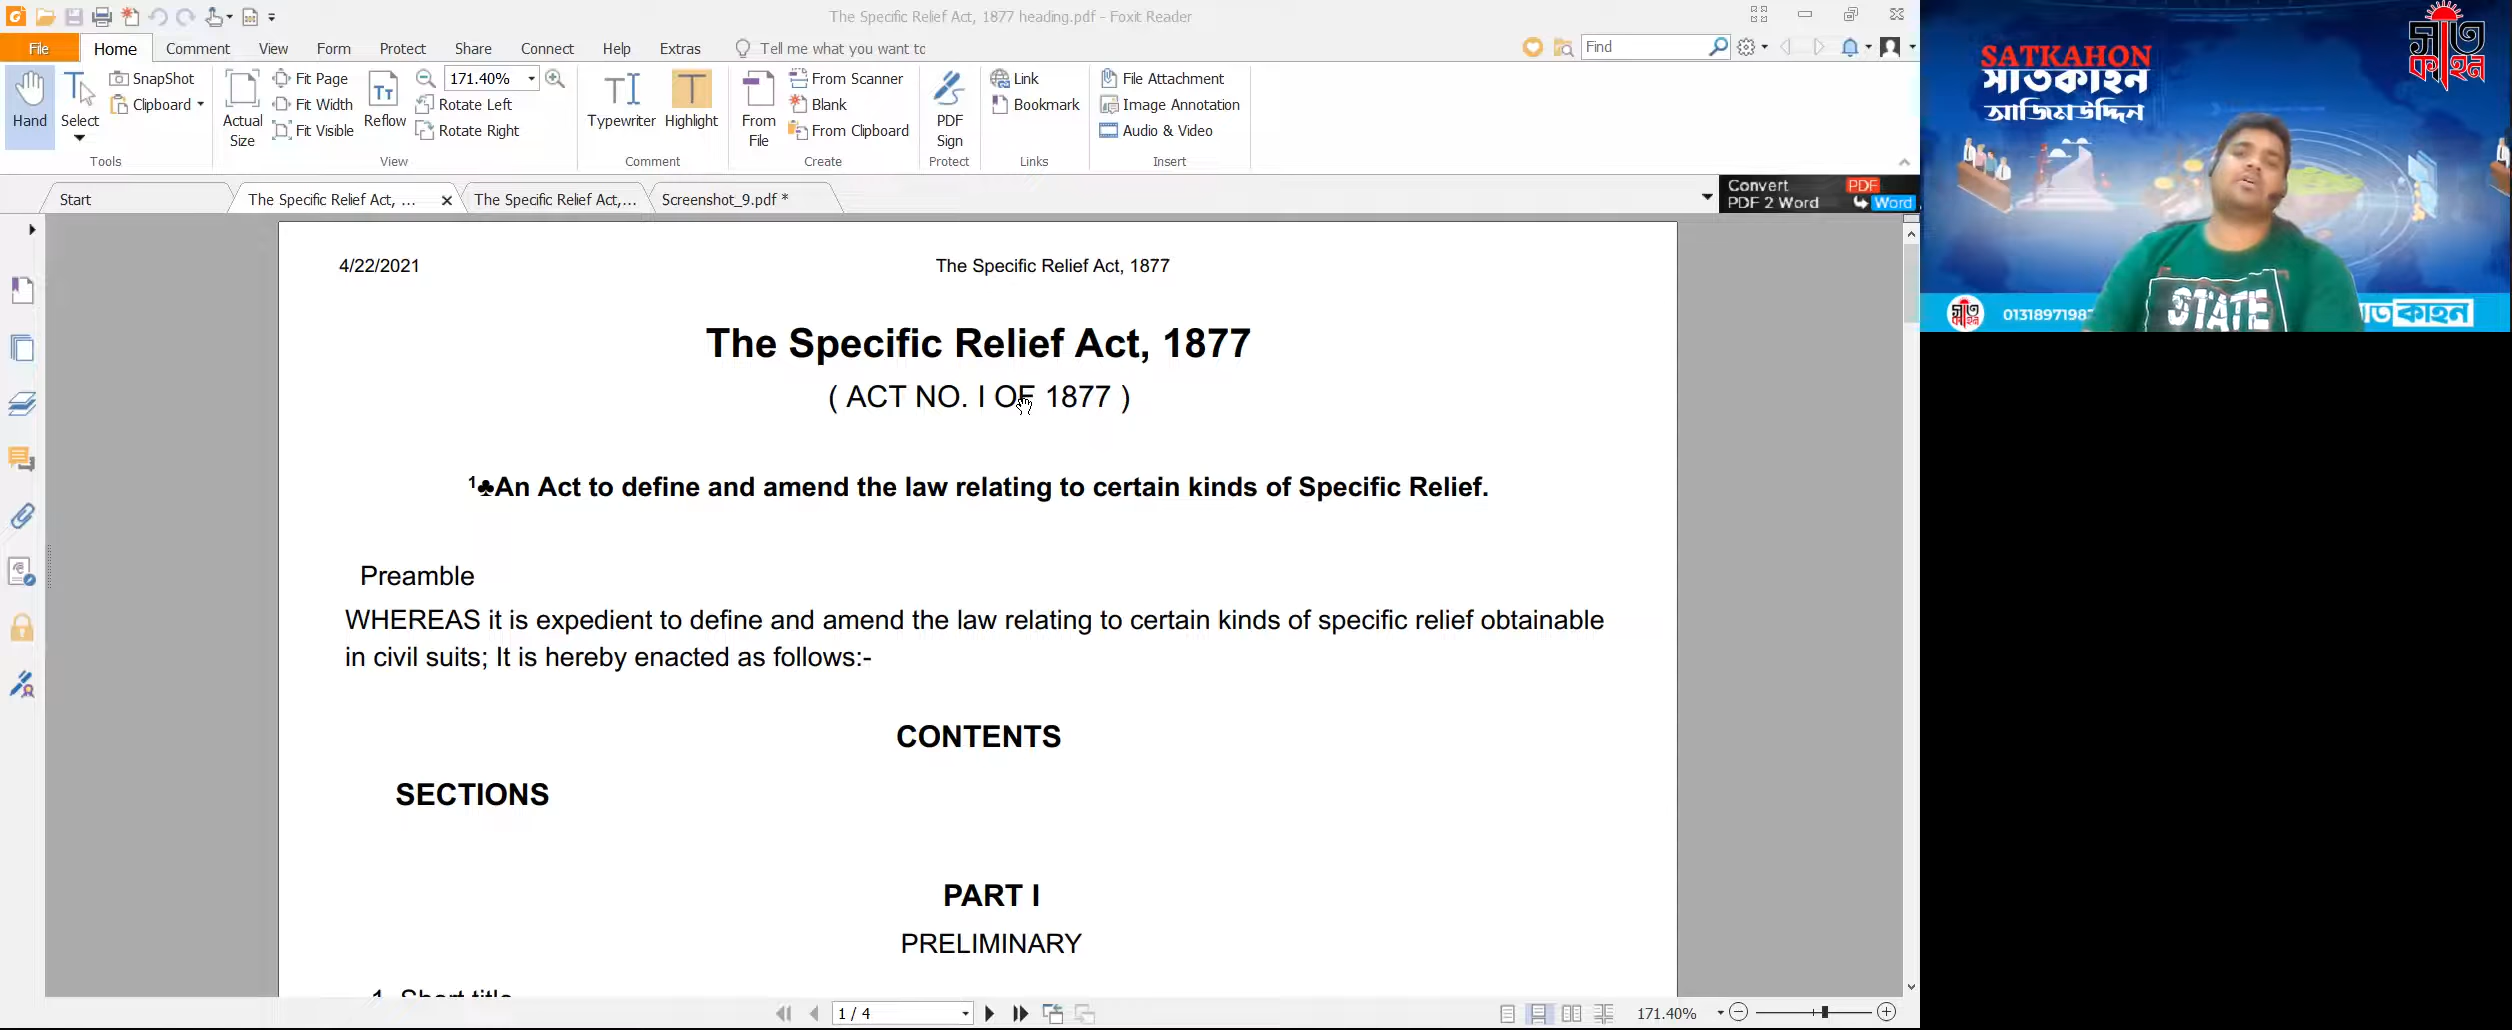 The Specific Relief Act, 1877 heading.pdf - Foxit Reader
File Home Comment View Form Protect Share Connect Help Extras Tell me what you want to
Find
Hand
Select
SnapShot
Clipboard
Tools
Actual Size
Fit Page
Fit Width
Fit Visible
Reflow
171.40%
Rotate Left
Rotate Right
View
Typewriter
Highlight
Comment
From File
From Scanner
Blank
From Clipboard
Create
PDF Sign
Protect
Link
Bookmark
Links
File Attachment
Image Annotation
Audio & Video
Insert
Start
The Specific Relief Act, ...
The Specific Relief Act,...
Screenshot_9.pdf *
Convert PDF
PDF 2 Word Word
4/22/2021 The Specific Relief Act, 1877
The Specific Relief Act, 1877
( ACT NO. I OF 1877 )
¹♣An Act to define and amend the law relating to certain kinds of Specific Relief.
Preamble
WHEREAS it is expedient to define and amend the law relating to certain kinds of specific relief obtainable
in civil suits; It is hereby enacted as follows:-
CONTENTS
SECTIONS
PART I
PRELIMINARY
1. Short title
1 / 4
171.40%
SATKAHON
সাতকাহন
আজিম উদ্দিন
সাত
কাহন
সাত
কাহন
0131897198
কাহন
STATE